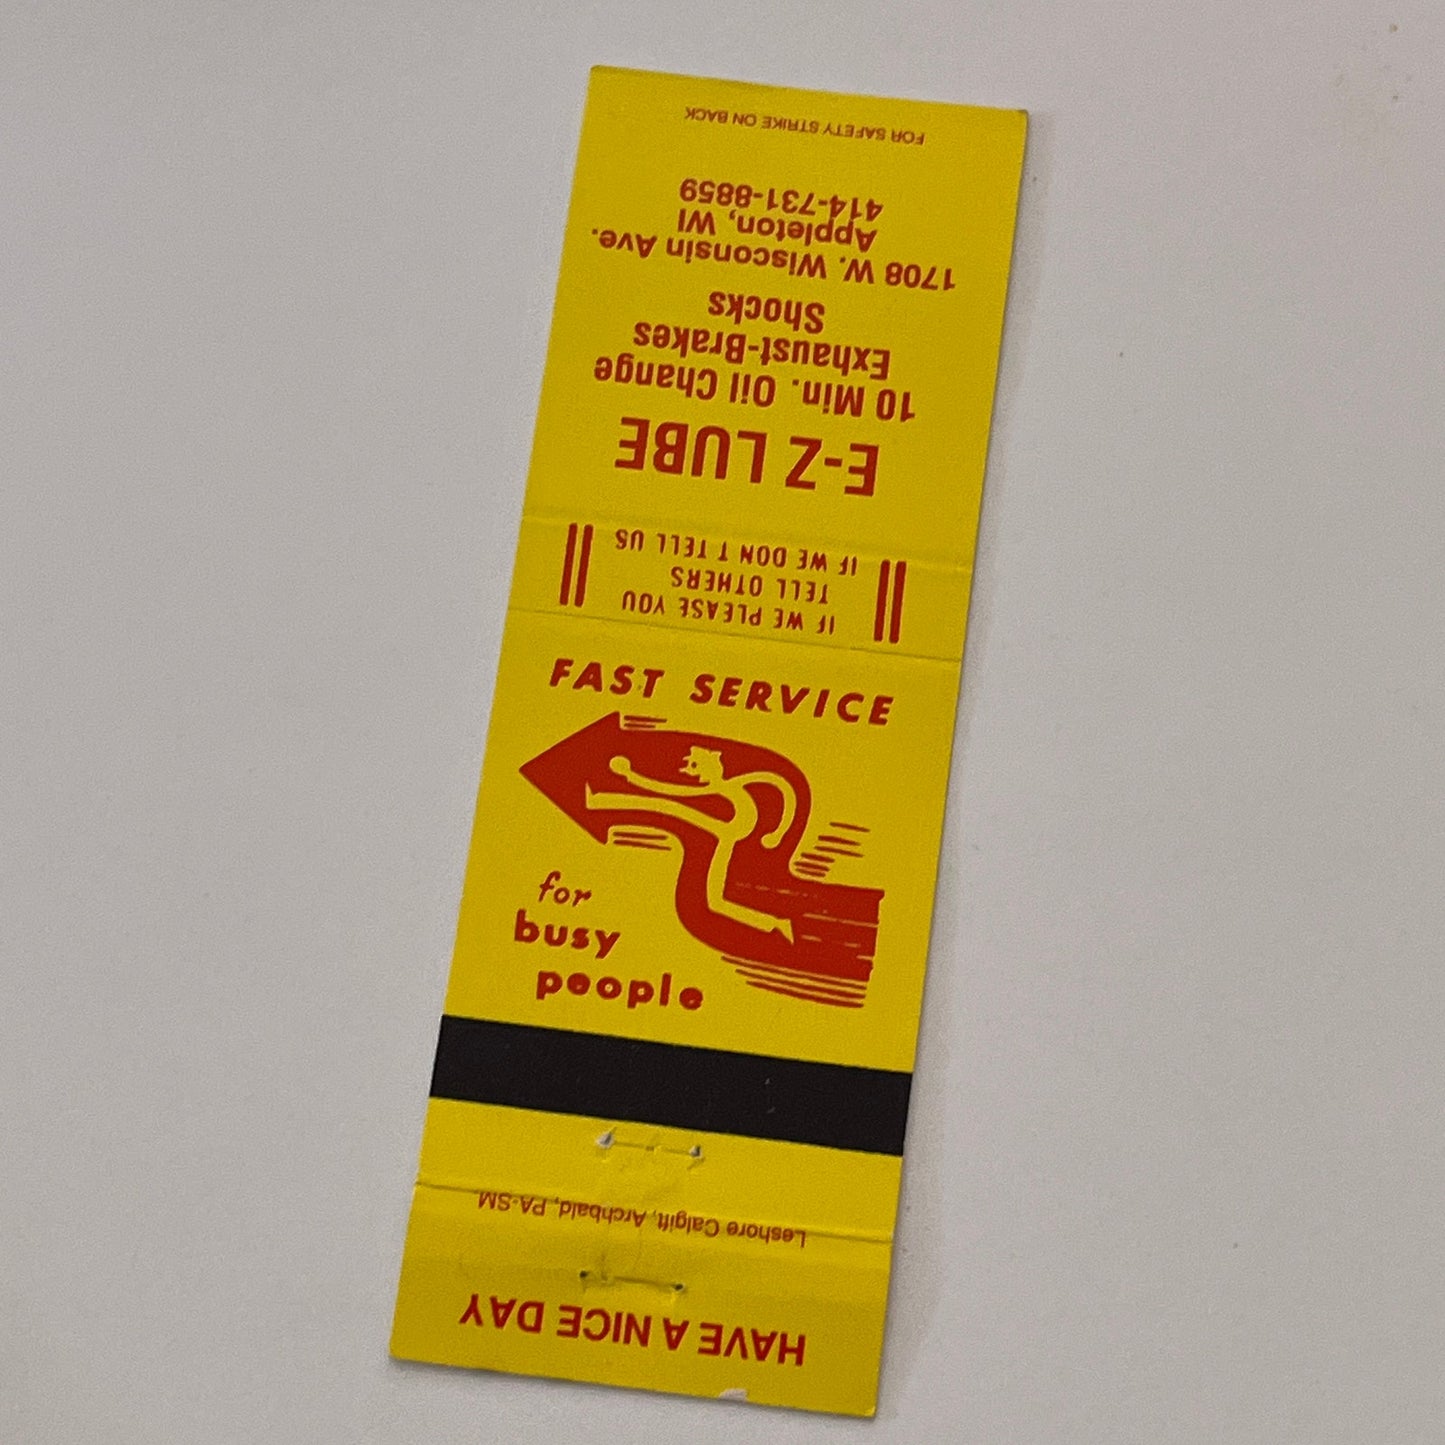 FOR SAFETY STRIKE ON BACK
1708 W. Wisconsin Ave.
Appleton, WI
414-731-8859
E-Z LUBE
10 Min. Oil Change
Exhaust-Brakes
Shocks
IF WE PLEASE YOU
TELL OTHERS
IF WE DON T TELL US
FAST SERVICE
for
busy
people
Leshore Calgift, Archbald, PA-SM
HAVE A NICE DAY